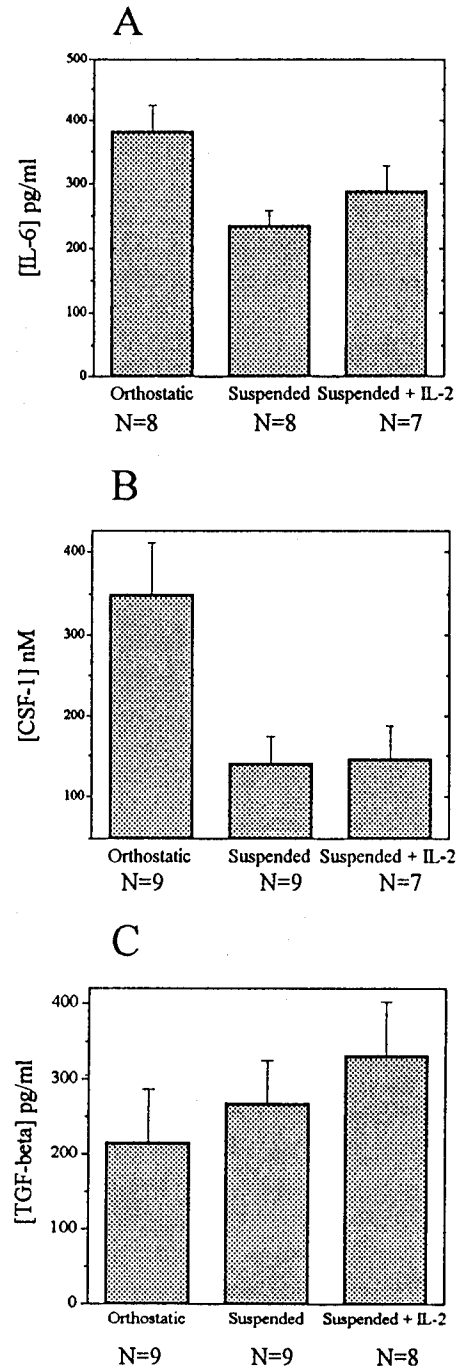 A
[IL-6] pg/ml
500
400
300
200
100
0
Orthostatic Suspended Suspended + IL-2
N=8 N=8 N=7
B
[CSF-1] nM
400
300
200
100
Orthostatic Suspended Suspended + IL-2
N=9 N=9 N=7
C
[TGF-beta] pg/ml
400
300
200
100
0
Orthostatic Suspended Suspended + IL-2
N=9 N=9 N=8